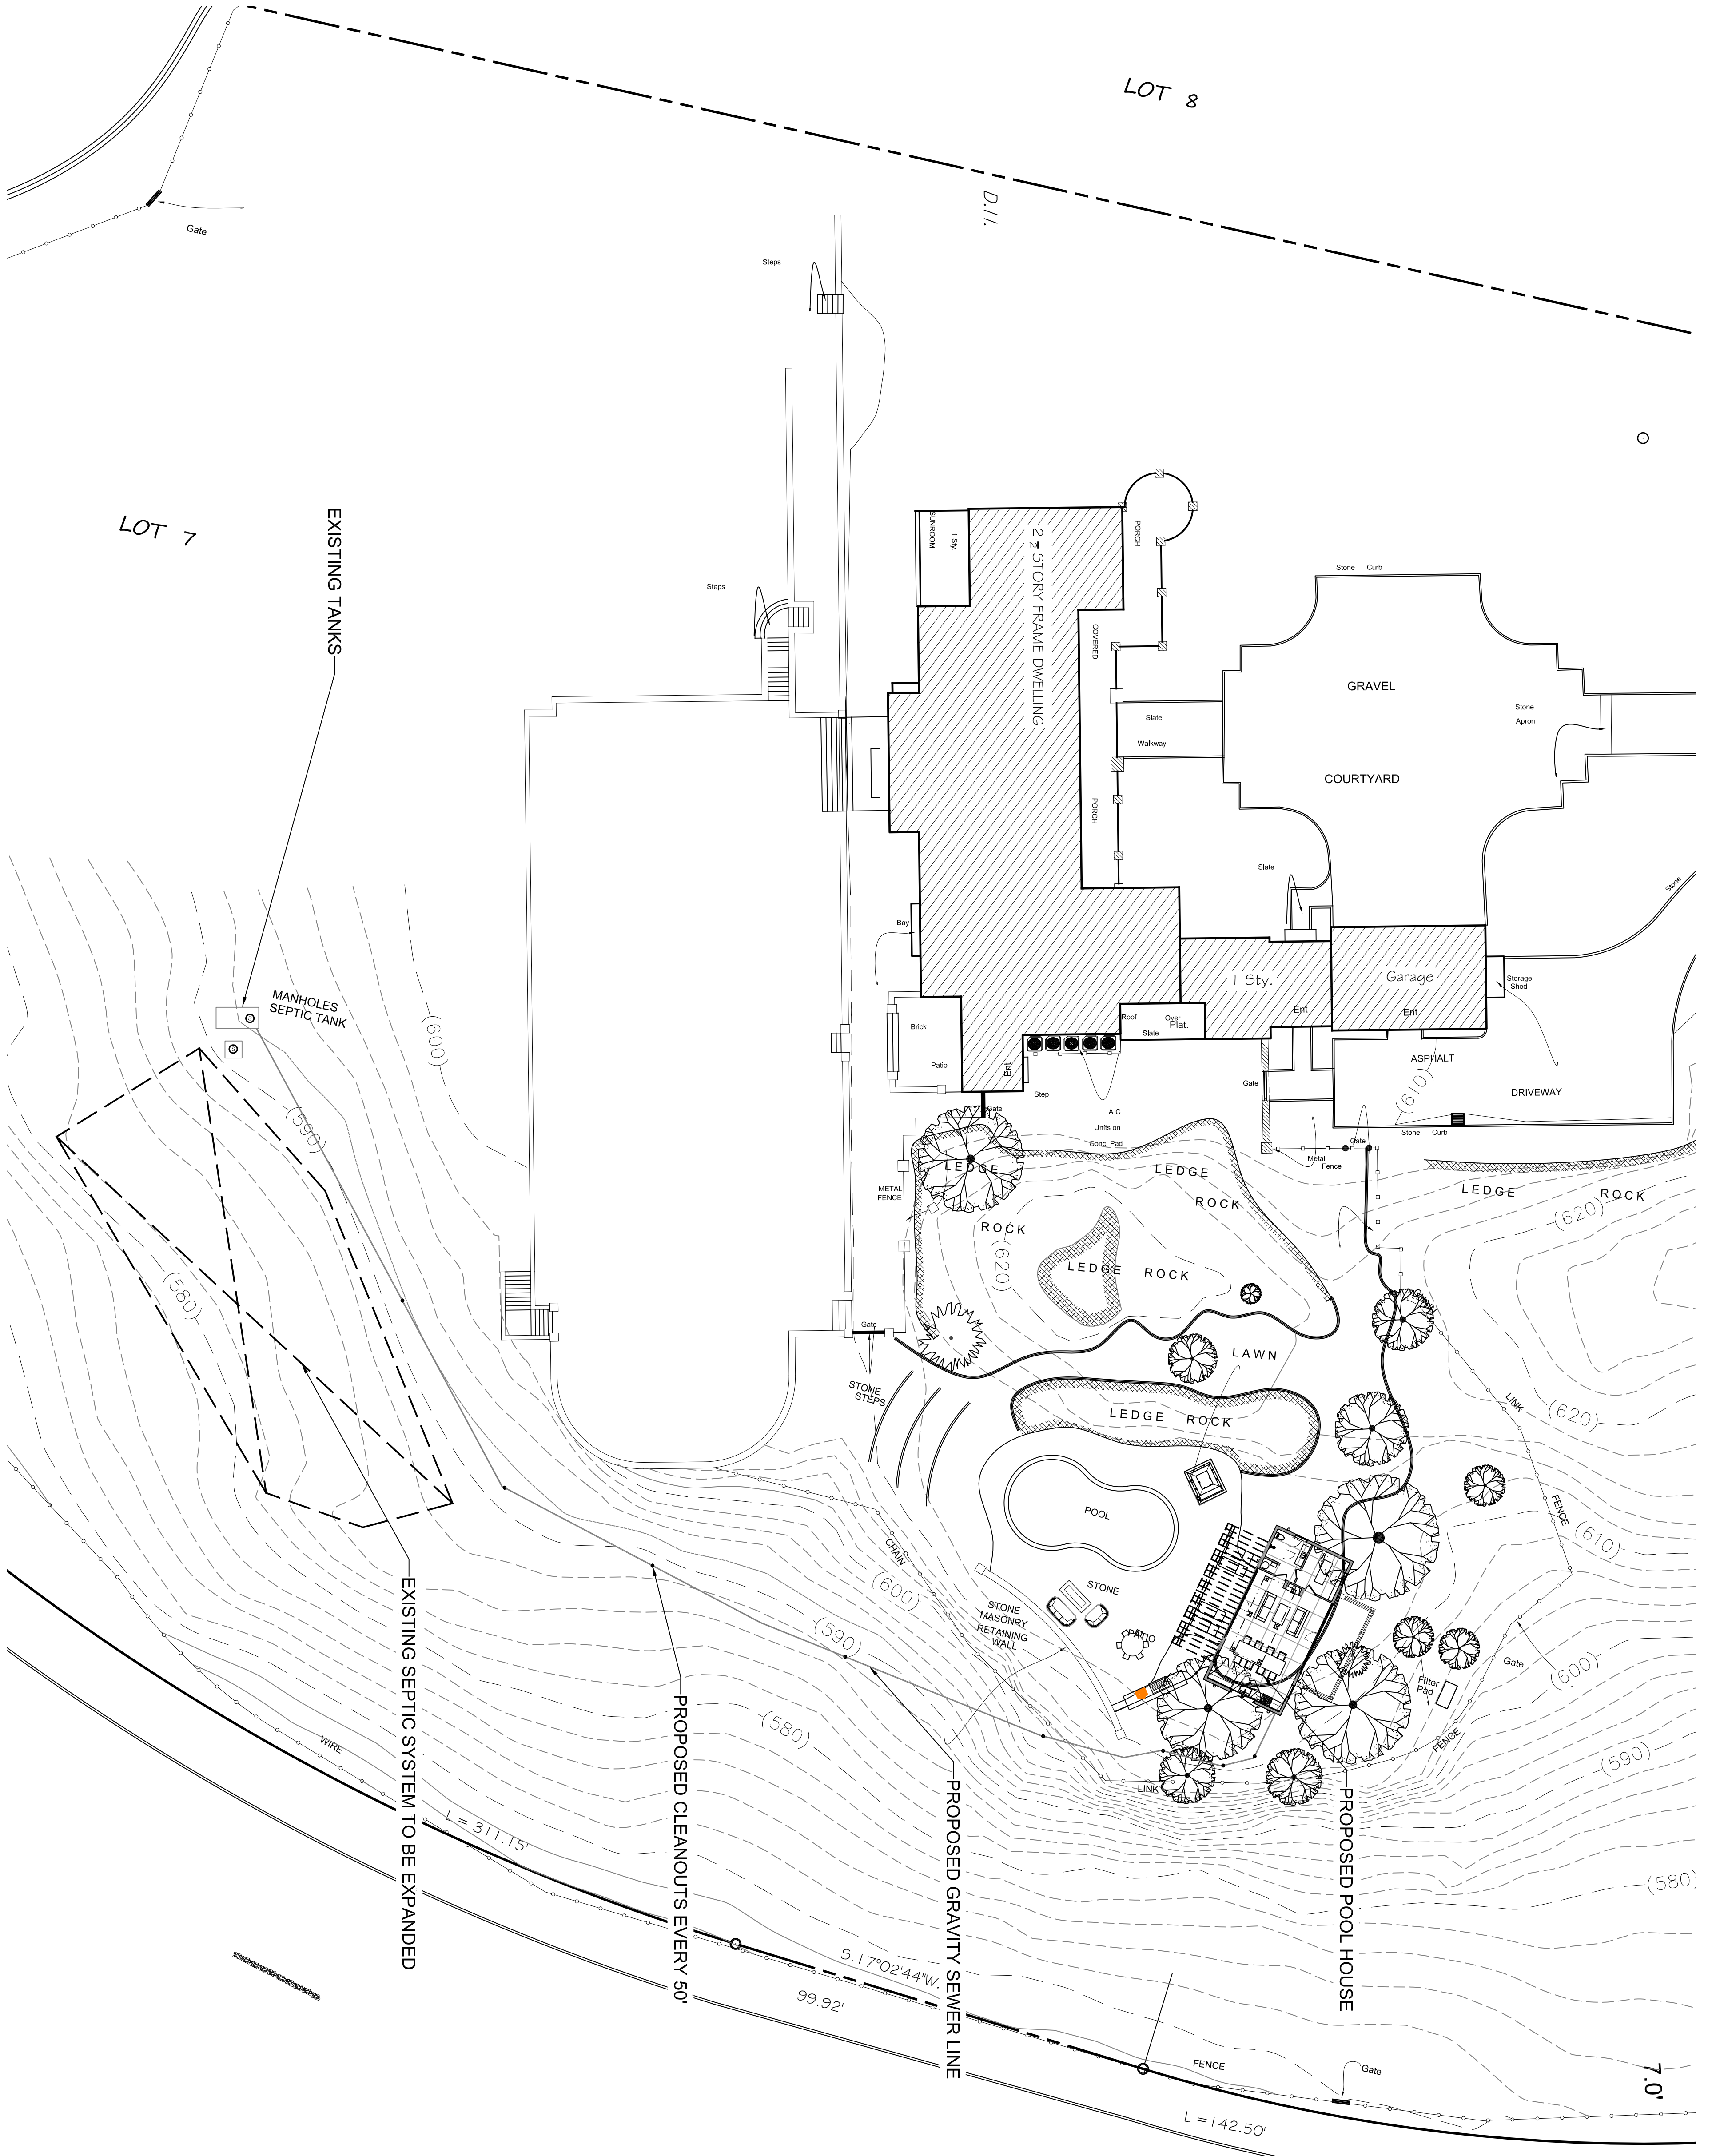 LOT 8
D.H.
Gate
Steps
LOT 7
EXISTING TANKS
Steps
SUNROOM
1 Sty.
2 1/2 STORY FRAME DWELLING
PORCH
COVERED
PORCH
Stone Curb
GRAVEL
COURTYARD
Slate
Walkway
Stone
Apron
Slate
Stone
Bay
1 Sty.
Garage
Storage
Shed
Ent
Ent
MANHOLES
SEPTIC TANK
(600)
Brick
Patio
Roof Over
Plat.
Slate
Ent
Step
A.C.
Units on
Conc. Pad
Gate
Gate
ASPHALT
DRIVEWAY
(610)
Stone Curb
Gate
Metal
Fence
(590)
METAL
FENCE
LEDGE
ROCK
LEDGE
ROCK
LEDGE ROCK
(620)
LEDGE
ROCK
(620)
(580)
Gate
STONE
STEPS
LAWN
LEDGE ROCK
LINK
(620)
FENCE
(610)
POOL
CHAIN
(600)
STONE
PATIO
STONE
MASONRY
RETAINING
WALL
(590)
(580)
Gate
(600)
Filter
Pad
FENCE
(590)
LINK
(580)
WIRE
EXISTING SEPTIC SYSTEM TO BE EXPANDED
PROPOSED CLEANOUTS EVERY 50'
PROPOSED GRAVITY SEWER LINE
PROPOSED POOL HOUSE
L = 311.15'
S.17°02'44"W.
99.92'
FENCE
Gate
L =142.50'
7.0'